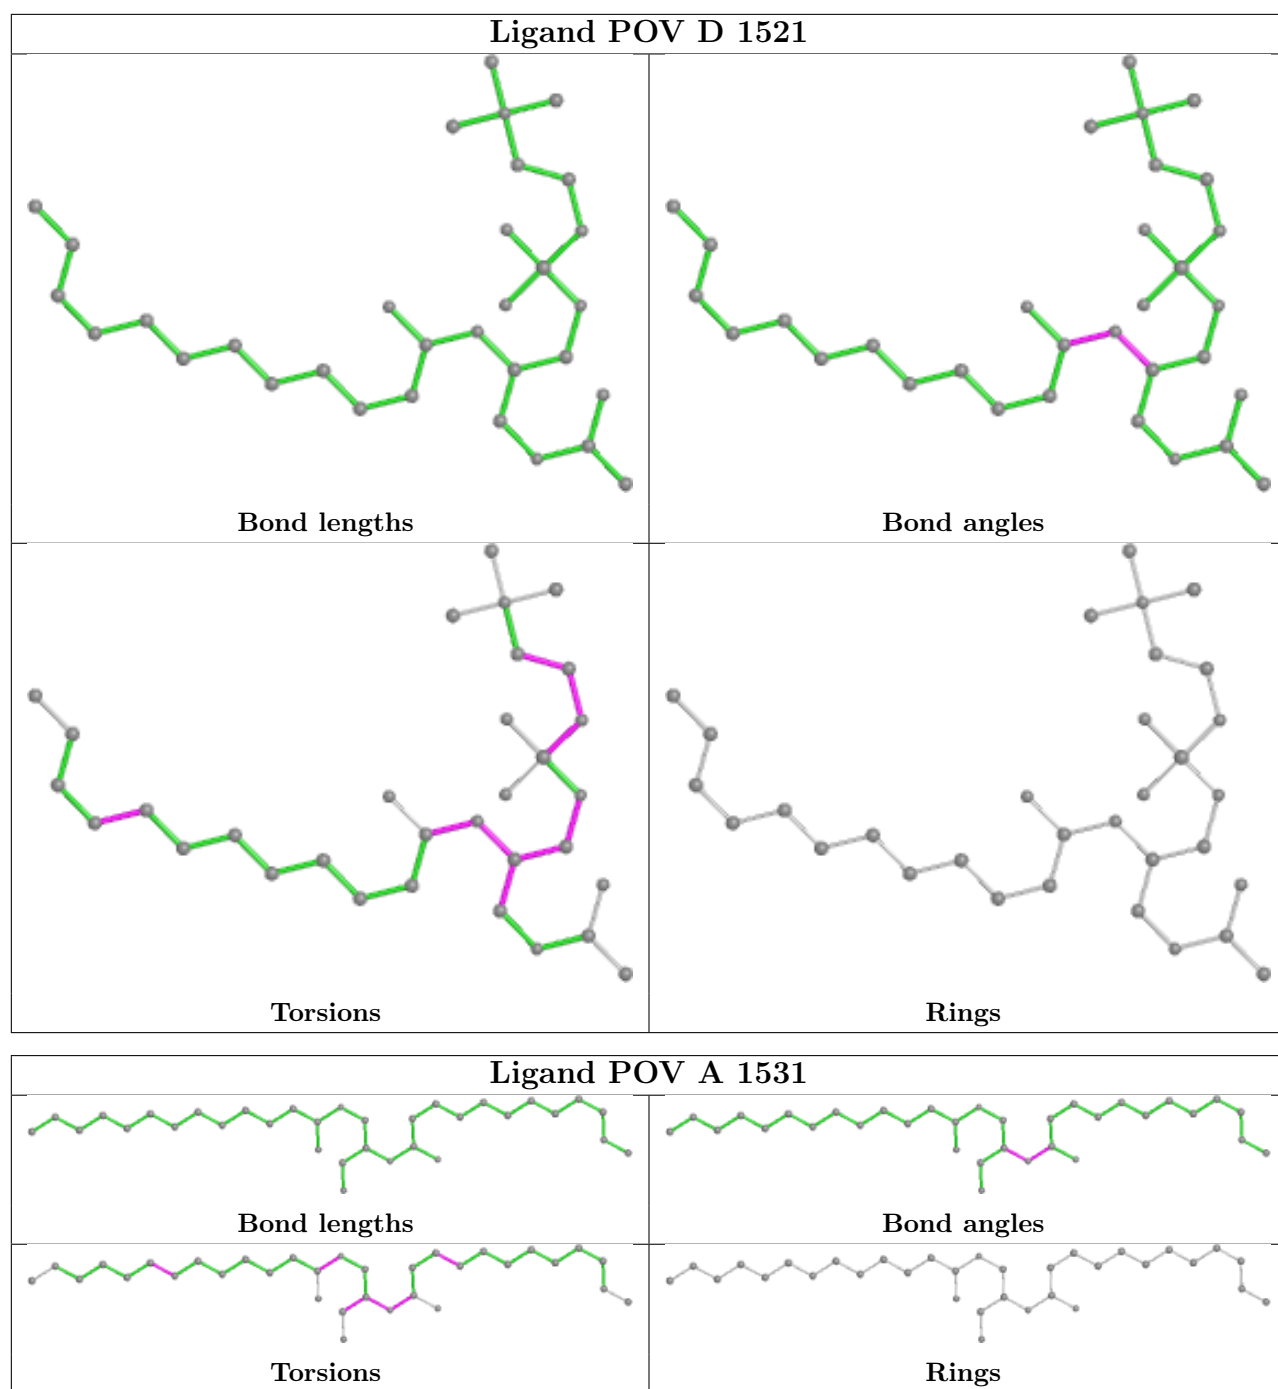 Ligand POV D 1521
Bond lengths
Bond angles
Torsions
Rings
Ligand POV A 1531
Bond lengths
Bond angles
Torsions
Rings